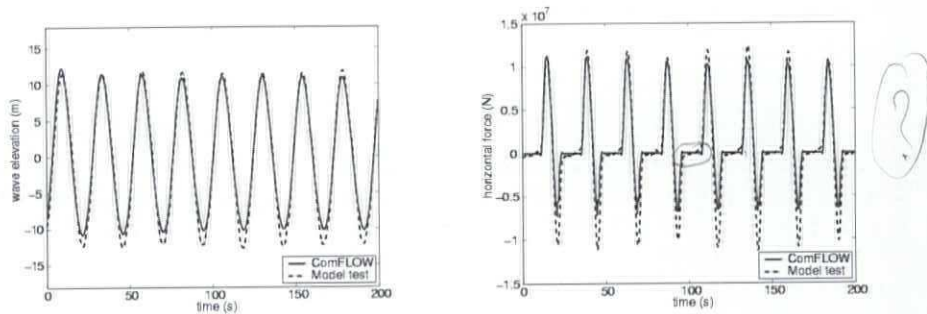 15
10
5
0
−5
−10
−15
wave elevation (m)
ComFLOW
Model test
0
50
100
150
200
time (s)
x 10⁷
1.5
1
0.5
0
−0.5
−1
−1.5
horizontal force (N)
ComFLOW
Model test
0
50
100
150
200
time (s)
?